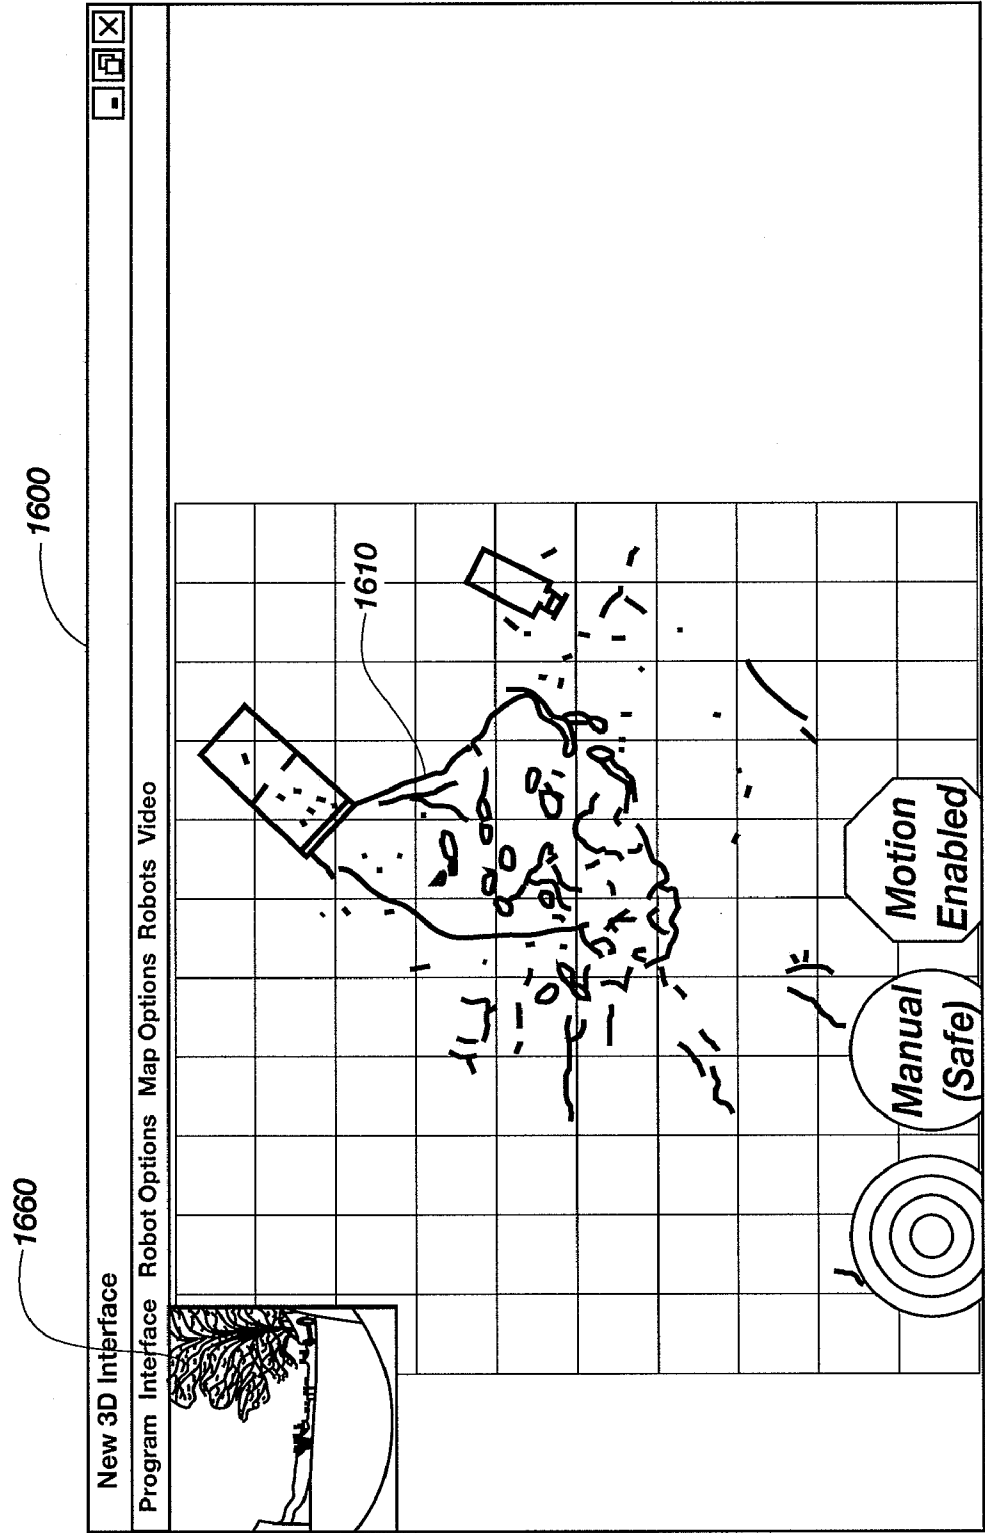 1600
New 3D Interface
Program Interface Robot Options Map Options Robots Video
1660
1610
Manual
(Safe)
Motion
Enabled